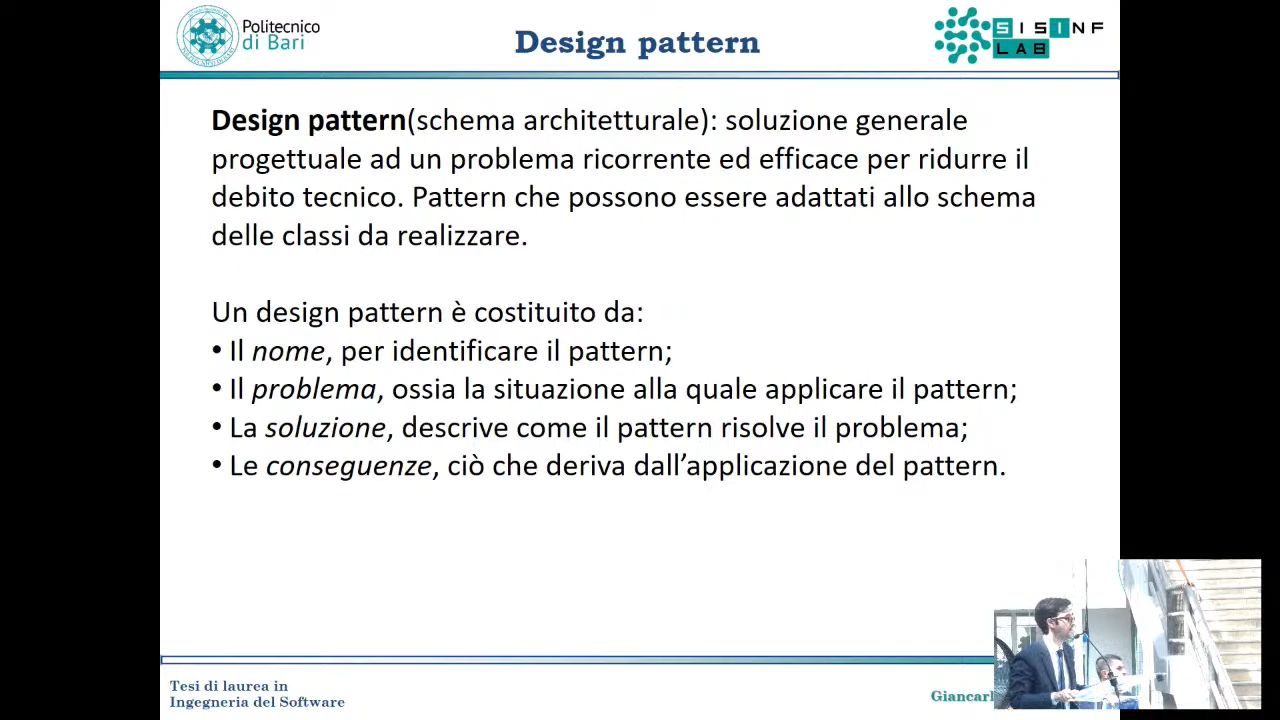 Politecnico
di Bari
Design pattern
SISINF
LAB
Design pattern(schema architetturale): soluzione generale
progettuale ad un problema ricorrente ed efficace per ridurre il
debito tecnico. Pattern che possono essere adattati allo schema
delle classi da realizzare.
Un design pattern è costituito da:
• Il nome, per identificare il pattern;
• Il problema, ossia la situazione alla quale applicare il pattern;
• La soluzione, descrive come il pattern risolve il problema;
• Le conseguenze, ciò che deriva dall’applicazione del pattern.
Tesi di laurea in
Ingegneria del Software